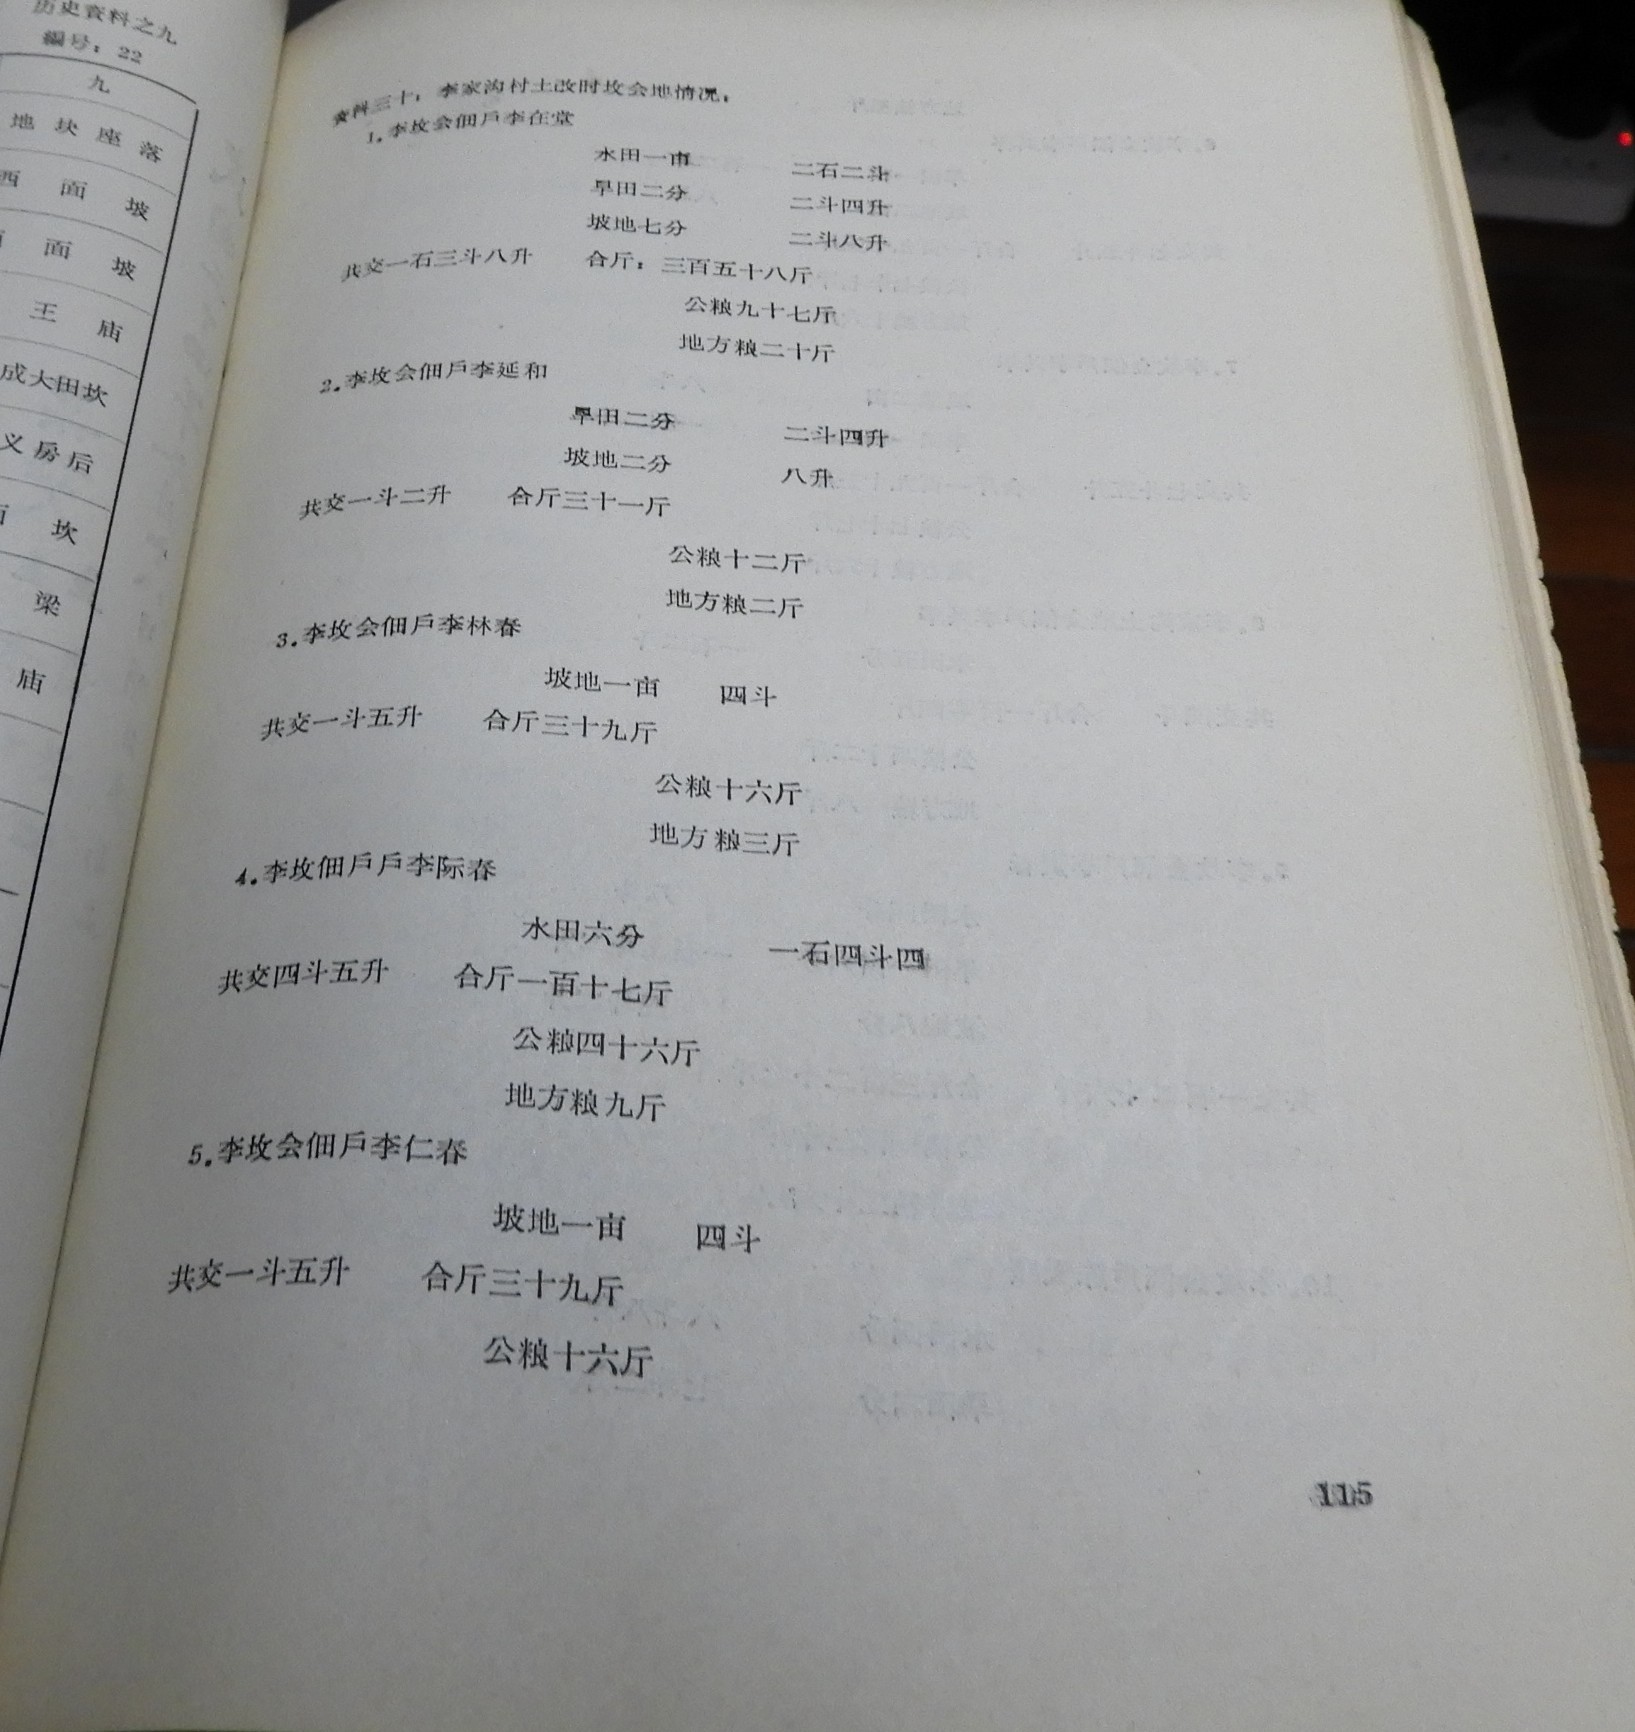 历史资料之九
编号：22
九
地块座落
西面坡
面坡
王庙
成大田坎
义房后
坎
梁
庙
资料三十：李家沟村土改时坟会地情况：
1.李坟会佃戶李在堂
水田一亩 二石二斗
旱田二分 二斗四升
坡地七分 二斗八升
共交一石三斗八升 合斤：三百五十八斤
公粮九十七斤
地方粮二十斤
2.李坟会佃戶李延和
旱田二分 二斗四升
坡地二分 八升
共交一斗二升 合斤三十一斤
公粮十二斤
地方粮二斤
3.李坟会佃戶李林春
坡地一亩 四斗
共交一斗五升 合斤三十九斤
公粮十六斤
地方粮三斤
4.李坟佃戶戶李际春
水田六分 一石四斗四
共交四斗五升 合斤一百十七斤
公粮四十六斤
地方粮九斤
5.李坟会佃戶李仁春
坡地一亩 四斗
共交一斗五升 合斤三十九斤
公粮十六斤
115